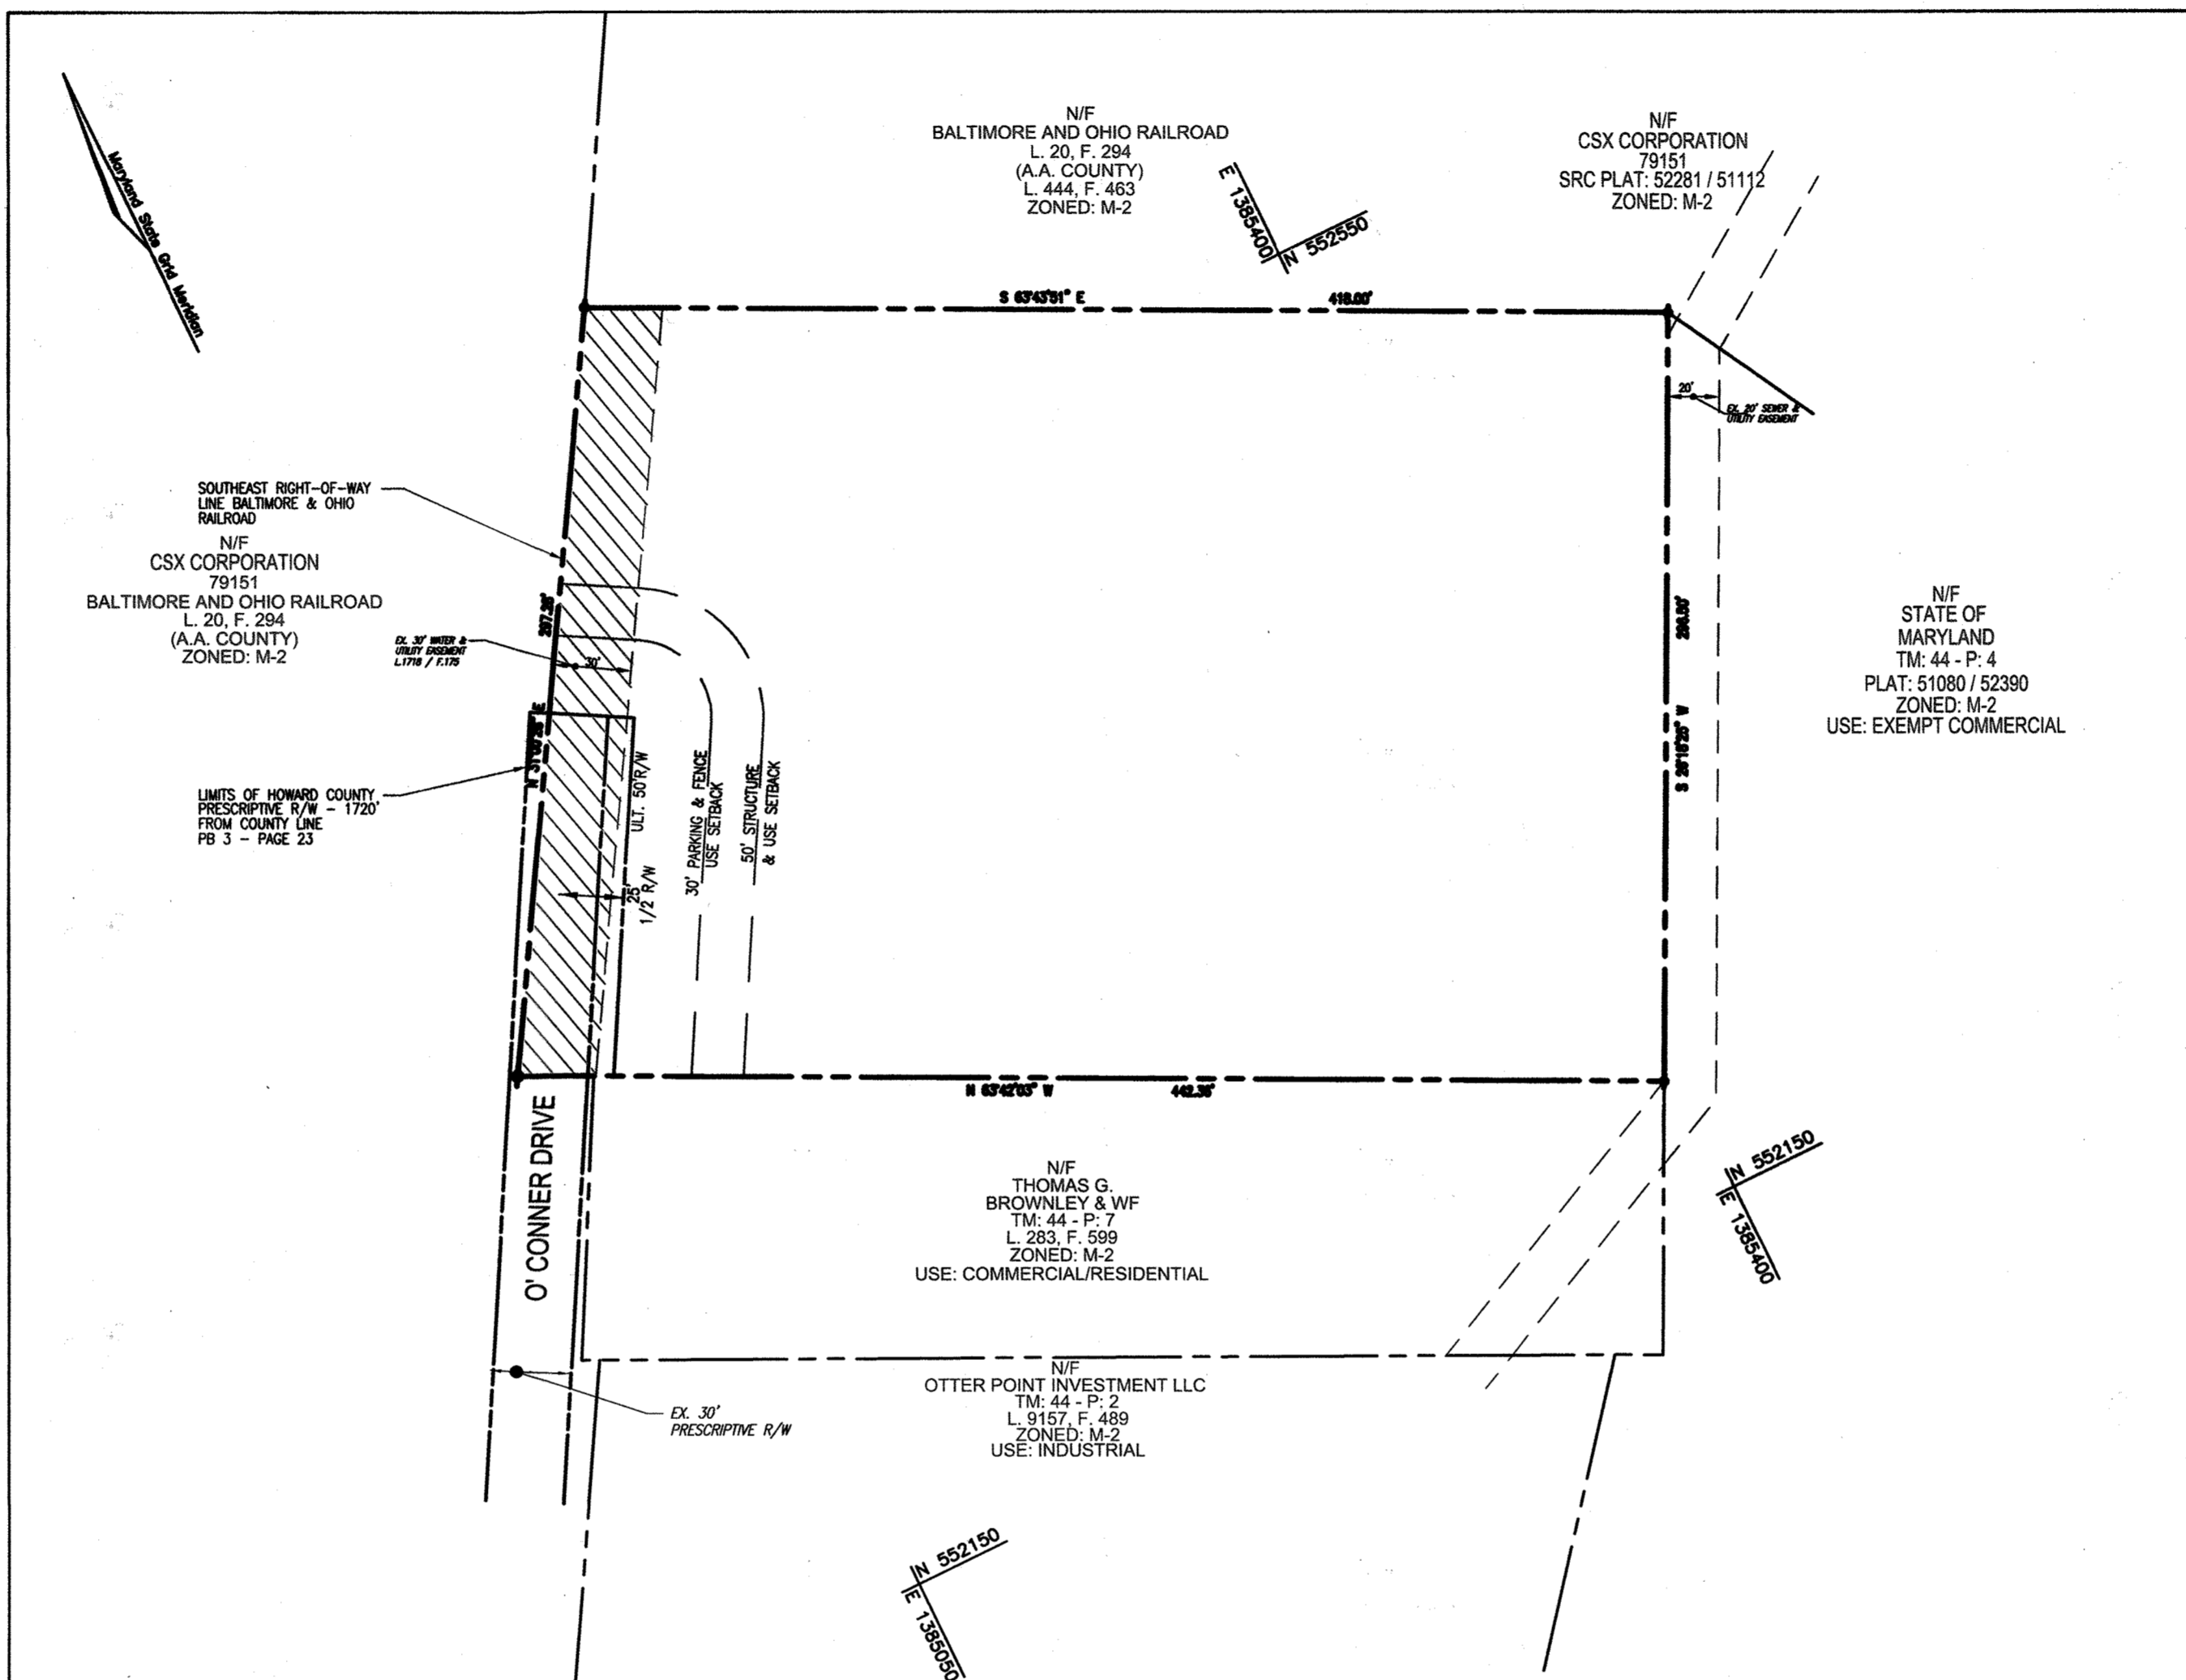 Maryland State Grid Meridian
N/F
BALTIMORE AND OHIO RAILROAD
L. 20, F. 294
(A.A. COUNTY)
L. 444, F. 463
ZONED: M-2
N/F
CSX CORPORATION
79151
SRC PLAT: 52281 / 51112
ZONED: M-2
E 1385400
N 552550
S 63°43'51" E
418.00'
20'
EX. 20' SEWER &
UTILITY EASEMENT
SOUTHEAST RIGHT-OF-WAY
LINE BALTIMORE & OHIO
RAILROAD
N/F
CSX CORPORATION
79151
BALTIMORE AND OHIO RAILROAD
L. 20, F. 294
(A.A. COUNTY)
ZONED: M-2
EX. 30' WATER &
UTILITY EASEMENT
L.1718 / F.175
30'
297.26'
LIMITS OF HOWARD COUNTY
PRESCRIPTIVE R/W - 1720'
FROM COUNTY LINE
PB 3 - PAGE 23
ULT. 50'R/W
25'
1/2 R/W
30' PARKING & FENCE
USE SETBACK
50' STRUCTURE
& USE SETBACK
N/F
STATE OF
MARYLAND
TM: 44 - P: 4
PLAT: 51080 / 52390
ZONED: M-2
USE: EXEMPT COMMERCIAL
N 63°42'03" W
442.36'
O' CONNER DRIVE
N/F
THOMAS G.
BROWNLEY & WF
TM: 44 - P: 7
L. 283, F. 599
ZONED: M-2
USE: COMMERCIAL/RESIDENTIAL
N 552150
E 1385400
N/F
OTTER POINT INVESTMENT LLC
TM: 44 - P: 2
L. 9157, F. 489
ZONED: M-2
USE: INDUSTRIAL
EX. 30'
PRESCRIPTIVE R/W
N 552150
E 1385050